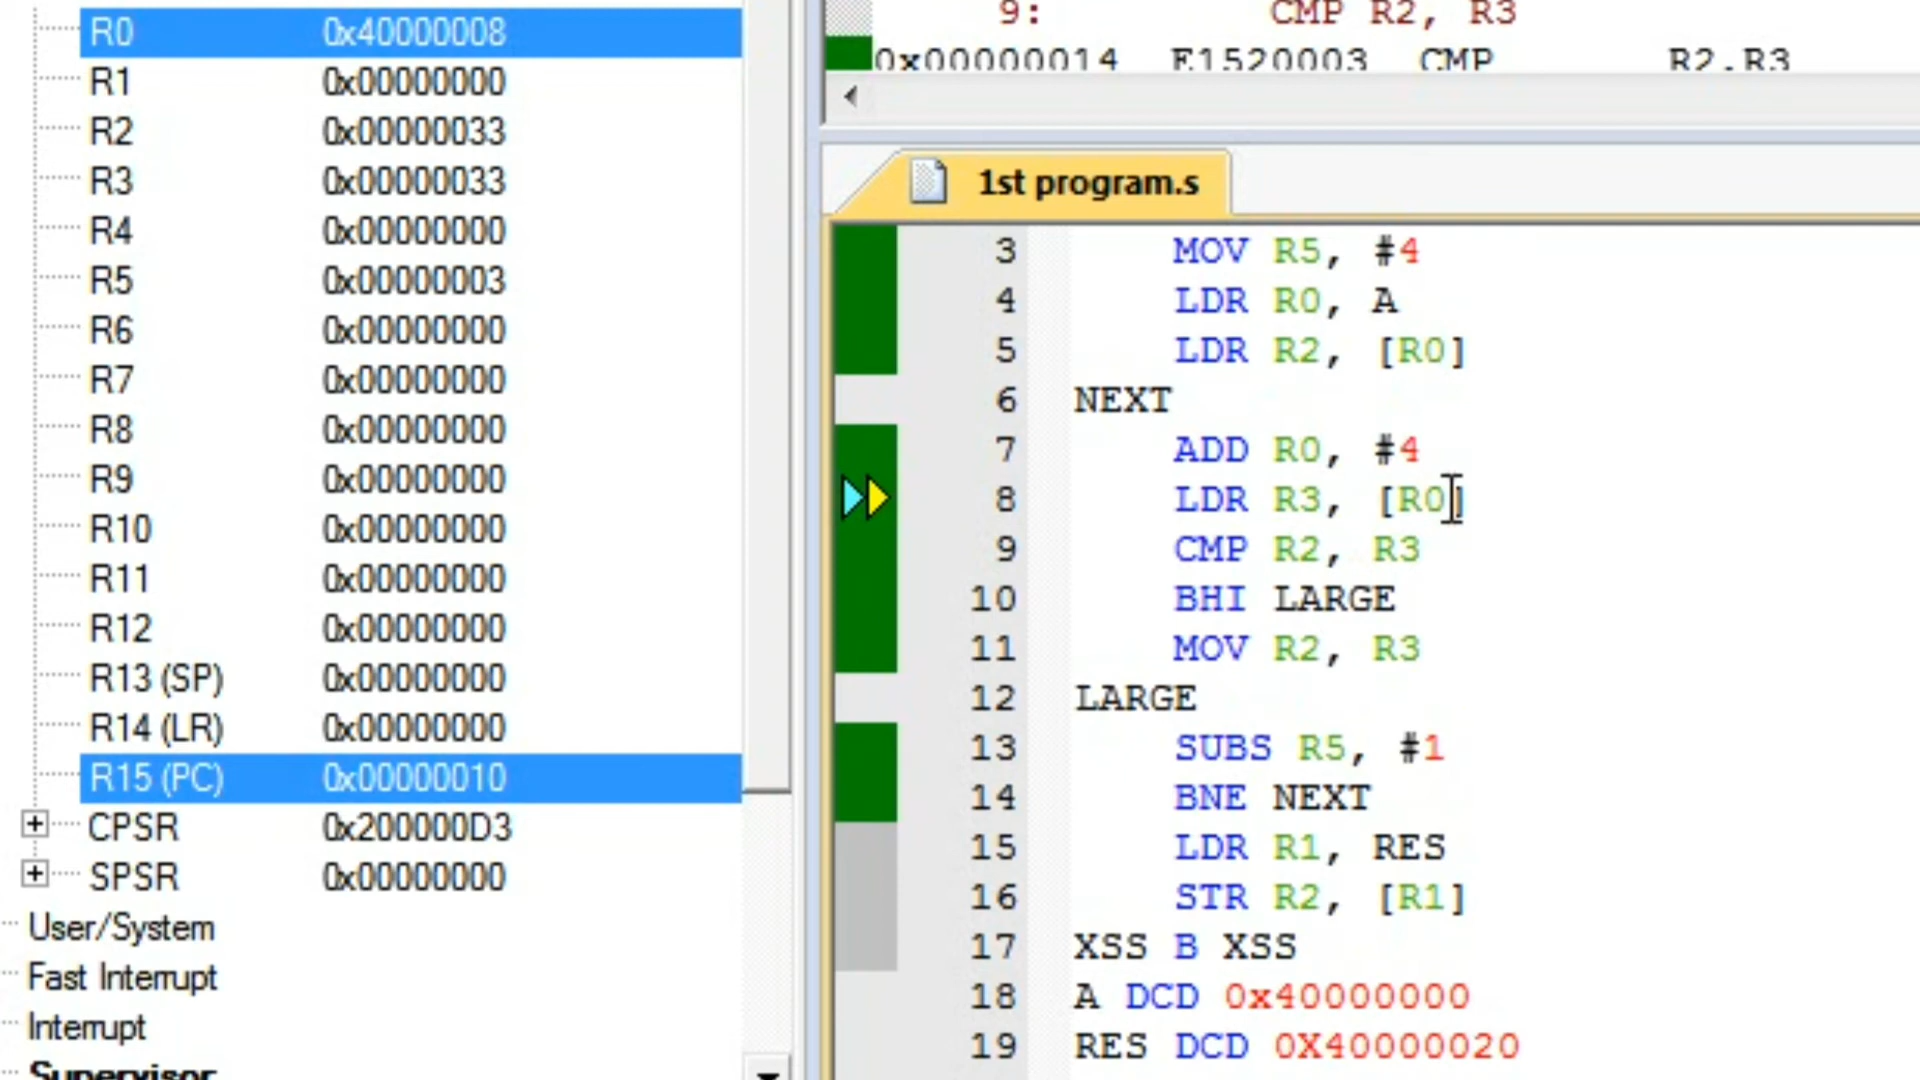 R0 0x40000008
R1 0x00000000
R2 0x00000033
R3 0x00000033
R4 0x00000000
R5 0x00000003
R6 0x00000000
R7 0x00000000
R8 0x00000000
R9 0x00000000
R10 0x00000000
R11 0x00000000
R12 0x00000000
R13 (SP) 0x00000000
R14 (LR) 0x00000000
R15 (PC) 0x00000010
CPSR 0x200000D3
SPSR 0x00000000
User/System
Fast Interrupt
Interrupt
Supervisor
9: CMP R2, R3
0x00000014 E1520003 CMP R2,R3
1st program.s
3 MOV R5, #4
4 LDR R0, A
5 LDR R2, [R0]
6 NEXT
7 ADD R0, #4
8 LDR R3, [R0]
9 CMP R2, R3
10 BHI LARGE
11 MOV R2, R3
12 LARGE
13 SUBS R5, #1
14 BNE NEXT
15 LDR R1, RES
16 STR R2, [R1]
17 XSS B XSS
18 A DCD 0x40000000
19 RES DCD 0X40000020